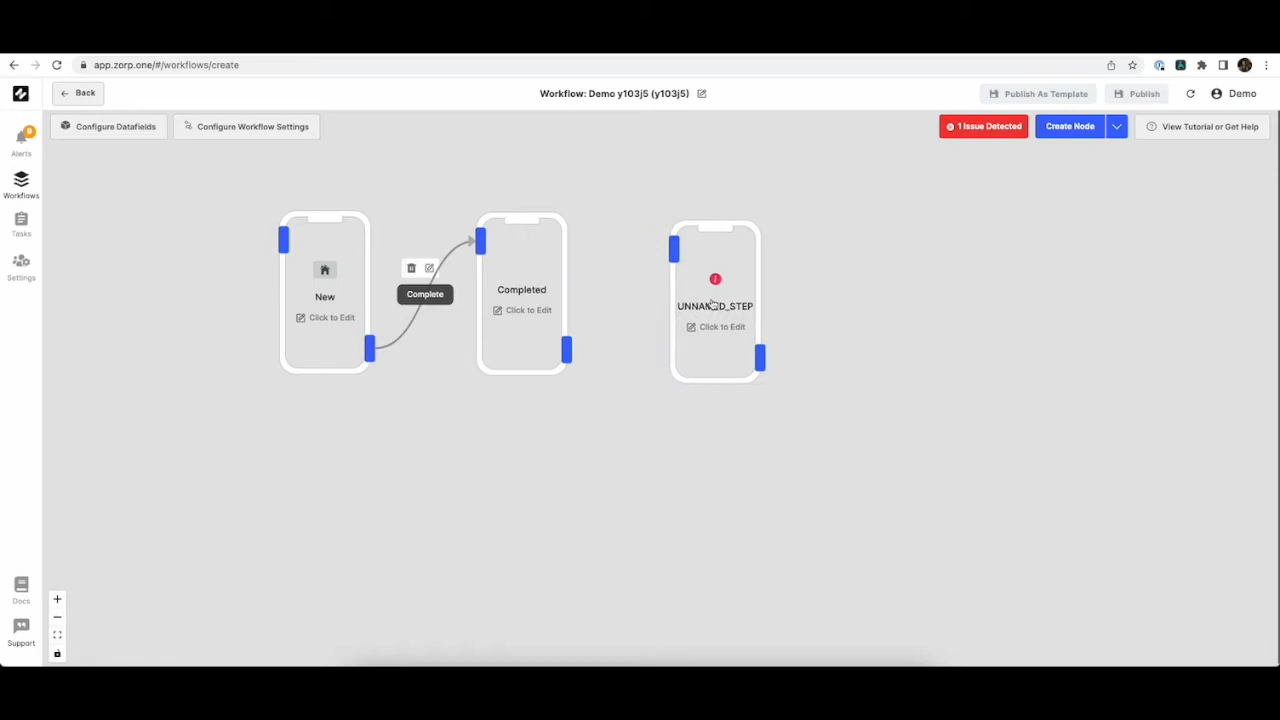 app.zorp.one/#/workflows/create
Back
Workflow: Demo y103j5 (y103j5)
Publish As Template
Publish
Demo
Configure Datafields
Configure Workflow Settings
1 Issue Detected
Create Node
View Tutorial or Get Help
9
Alerts
Workflows
Tasks
Settings
New
Click to Edit
Complete
Completed
Click to Edit
UNNAMED_STEP
Click to Edit
Docs
Support